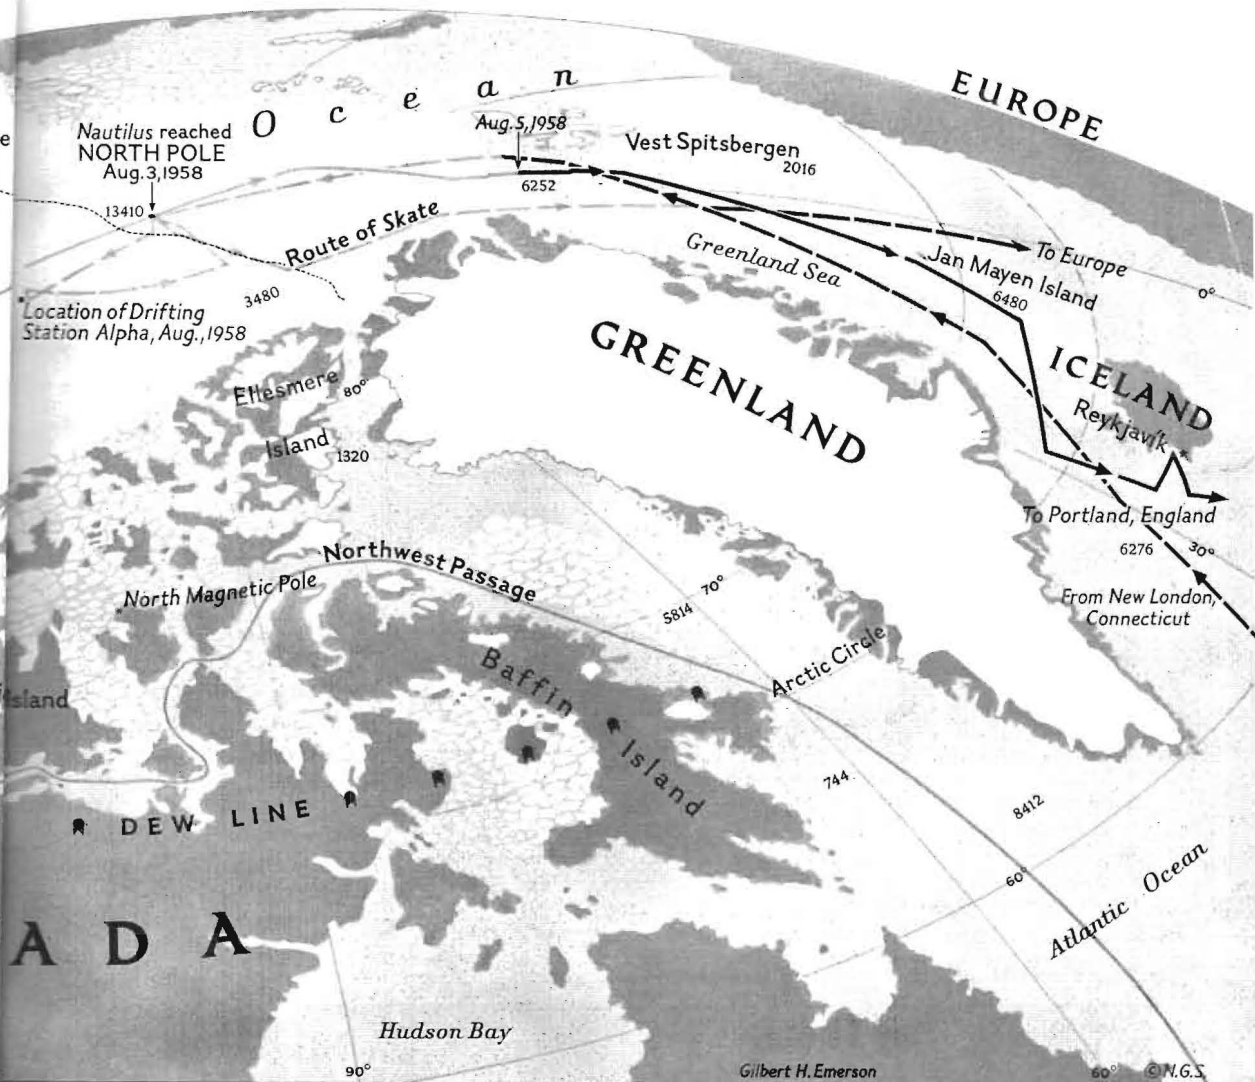 EUROPE
Ocean
e
Nautilus reached
NORTH POLE
Aug.3,1958
13410
Aug.5,1958
6252
Vest Spitsbergen
2016
Route of Skate
Greenland Sea
To Europe
Jan Mayen Island
6480
0°
3480
Location of Drifting
Station Alpha, Aug.,1958
GREENLAND
ICELAND
Reykjavík
Ellesmere
Island
80°
1320
To Portland, England
6276
30°
From New London,
Connecticut
Northwest Passage
North Magnetic Pole
5814
70°
Arctic Circle
Island
Baffin
Island
DEW LINE
744
8412
60°
Atlantic Ocean
ADA
Hudson Bay
90°
Gilbert H. Emerson
60°
© N.G.S.